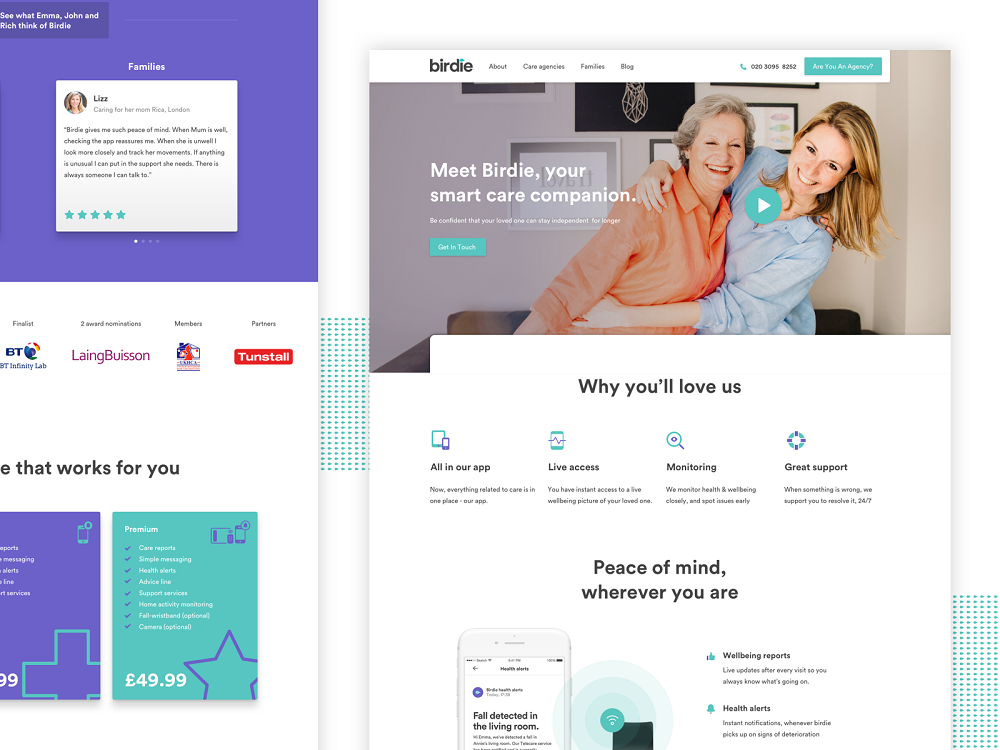 See what Emma, John and
Rich think of Birdie
Families
Lizz
Caring for her mom Rica, London
“Birdie gives me such peace of mind. When Mum is well,
checking the app reassures me. When she is unwell I
look more closely and track her movements. If anything
is unusual I can put in the support she needs. There is
always someone I can talk to.”
Finalist
2 award nominations
Members
Partners
BT
BT Infinity Lab
LaingBuisson
UKHCA
Tunstall
e that works for you
eports
e messaging
alerts
e line
rt services
99
Premium
Care reports
Simple messaging
Health alerts
Advice line
Support services
Home activity monitoring
Fall-wristband (optional)
Camera (optional)
£49.99
birdie
About
Care agencies
Families
Blog
020 3095 8252
Are You An Agency?
Meet Birdie, your
smart care companion.
Be confident that your loved one can stay independent for longer
Get In Touch
Why you’ll love us
All in our app
Now, everything related to care is in
one place - our app.
Live access
You have instant access to a live
wellbeing picture of your loved one.
Monitoring
We monitor health & wellbeing
closely, and spot issues early
Great support
When something is wrong, we
support you to resolve it, 24/7
Peace of mind,
wherever you are
Sketch
9:41 PM
100%
Health alerts
Birdie health alerts
Today, 17:38
Fall detected in
the living room.
Hi Emma, we’ve detected a fall in
Annie’s living room. Our Telecare service
Wellbeing reports
Live updates after every visit so you
always know what’s going on.
Health alerts
Instant notifications, whenever birdie
picks up on signs of deterioration